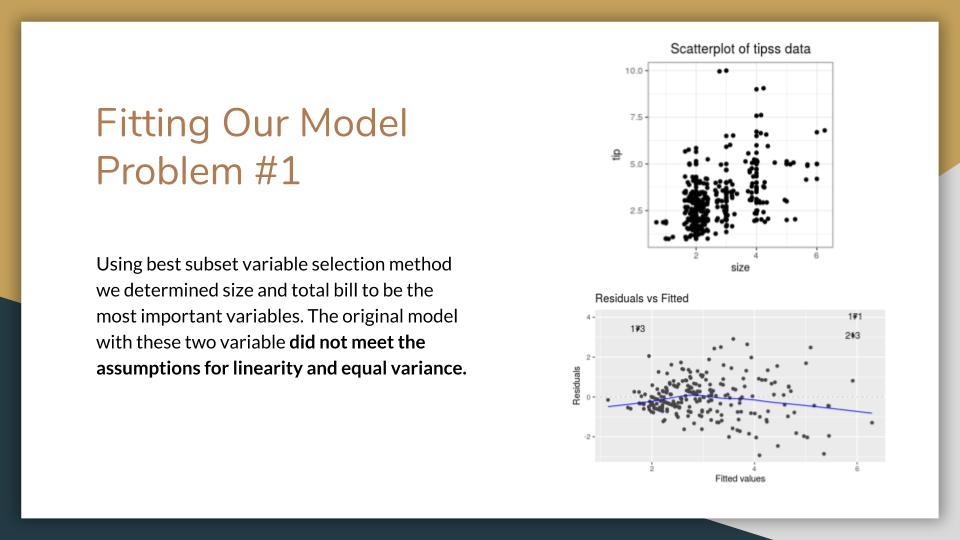 Fitting Our Model
Problem #1
Using best subset variable selection method
we determined size and total bill to be the
most important variables. The original model
with these two variable did not meet the
assumptions for linearity and equal variance.
Scatterplot of tipss data
10.0
7.5
5.0
2.5
tip
2
4
6
size
Residuals vs Fitted
4
2
0
-2
Residuals
173
171
213
2
4
6
Fitted values